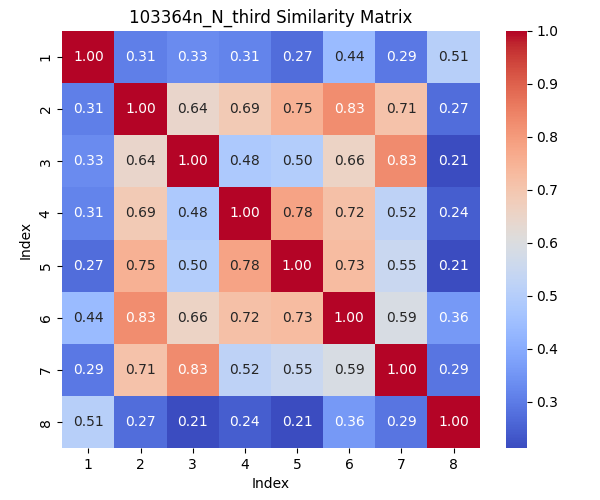 103364n_N_third Similarity Matrix
1 1.00 0.31 0.33 0.31 0.27 0.44 0.29 0.51
2 0.31 1.00 0.64 0.69 0.75 0.83 0.71 0.27
3 0.33 0.64 1.00 0.48 0.50 0.66 0.83 0.21
4 0.31 0.69 0.48 1.00 0.78 0.72 0.52 0.24
5 0.27 0.75 0.50 0.78 1.00 0.73 0.55 0.21
6 0.44 0.83 0.66 0.72 0.73 1.00 0.59 0.36
7 0.29 0.71 0.83 0.52 0.55 0.59 1.00 0.29
8 0.51 0.27 0.21 0.24 0.21 0.36 0.29 1.00
1 2 3 4 5 6 7 8
Index
Index
1.0
0.9
0.8
0.7
0.6
0.5
0.4
0.3